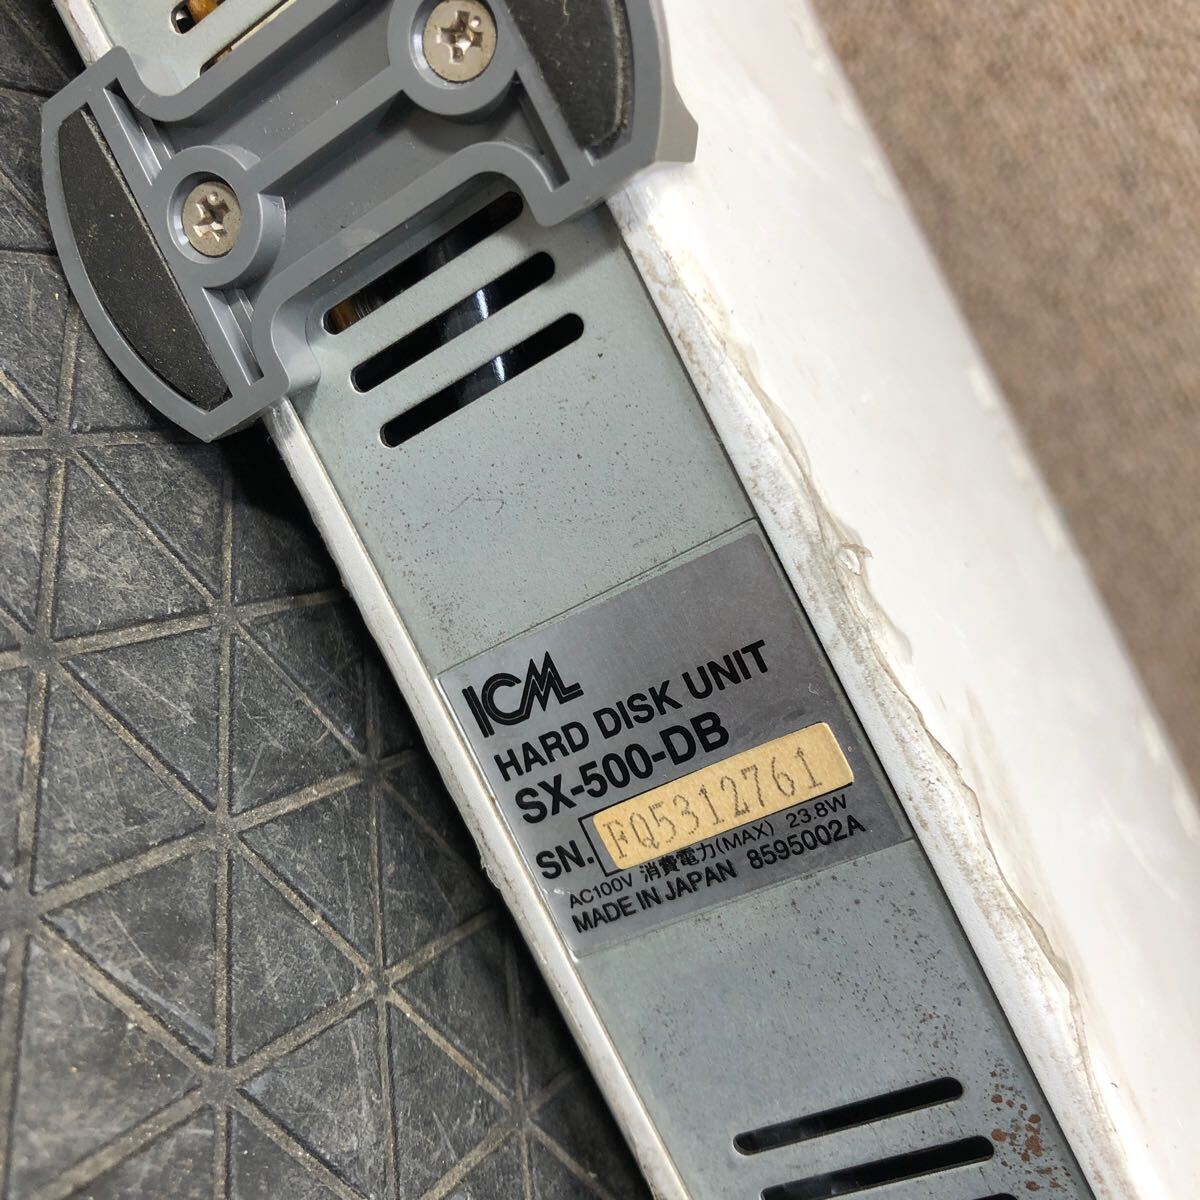 ICM
HARD DISK UNIT
SX-500-DB
SN. FQ5312761
AC100V 消費電力(MAX) 23.8W
MADE IN JAPAN 8595002A